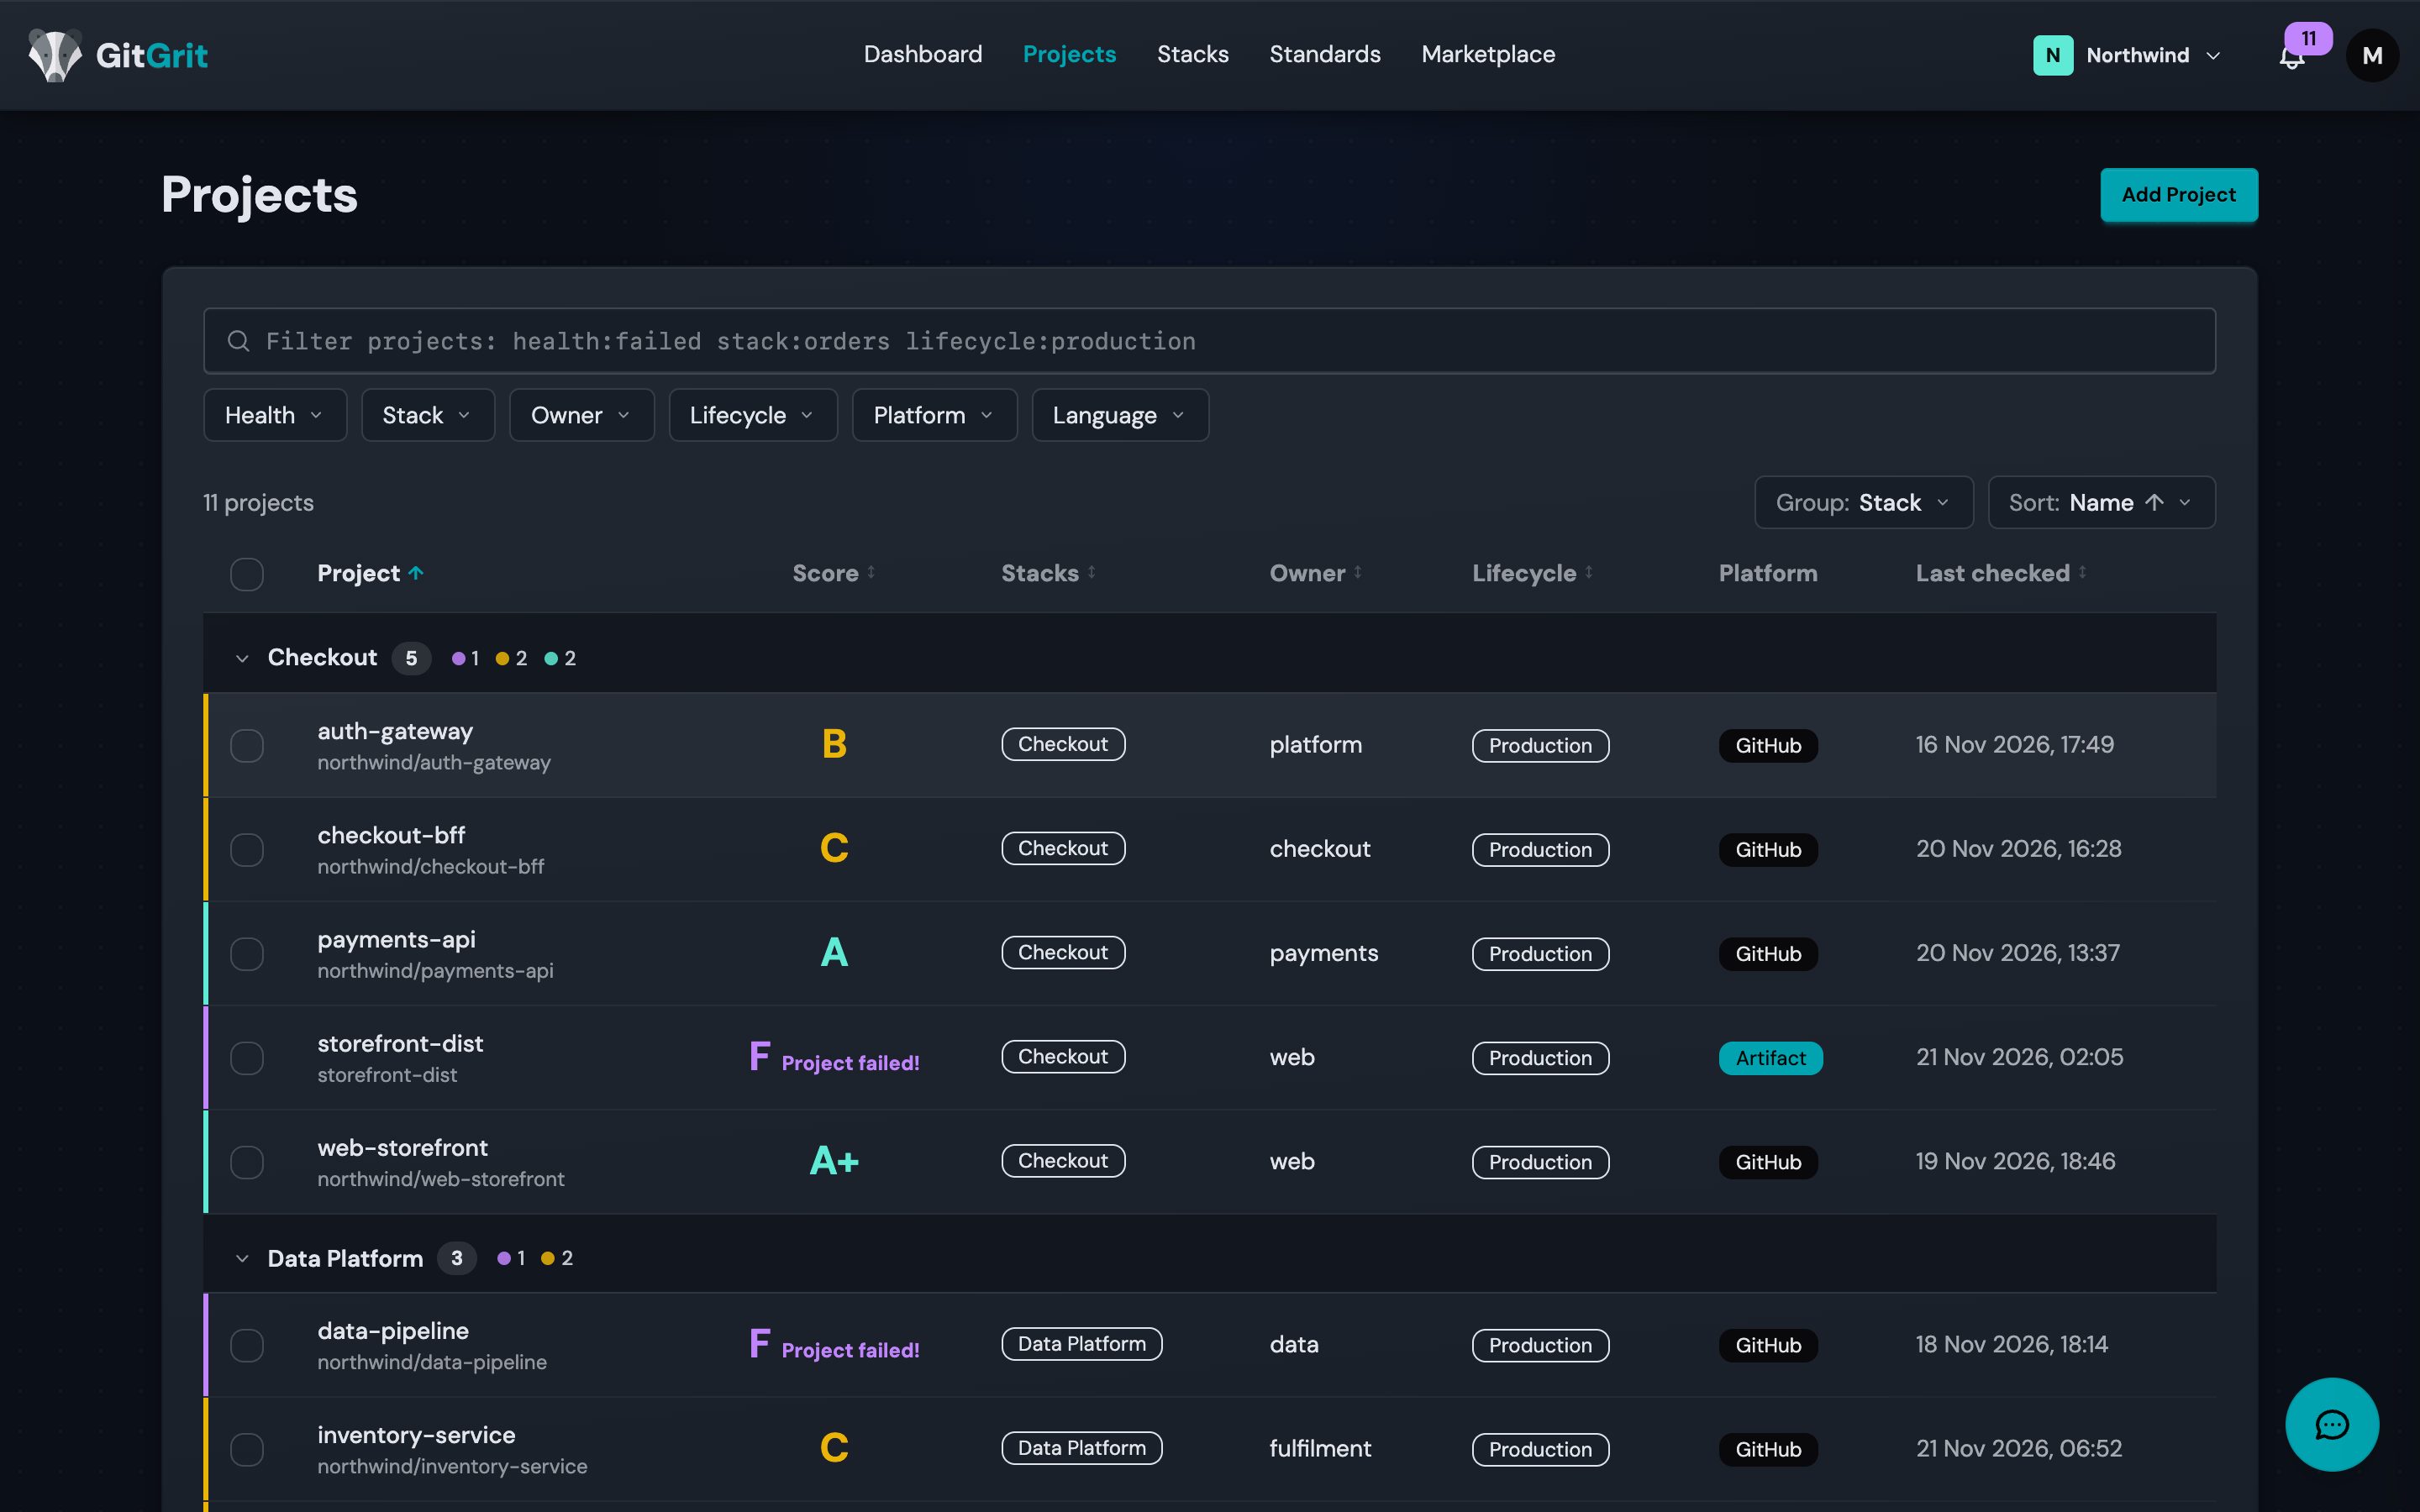 GitGrit
Dashboard Projects Stacks Standards Marketplace
N Northwind 11 M
Projects
Add Project
Filter projects: health:failed stack:orders lifecycle:production
Health Stack Owner Lifecycle Platform Language
11 projects Group: Stack Sort: Name ↑
Project ↑ Score Stacks Owner Lifecycle Platform Last checked
Checkout 5 1 2 2
auth-gateway B Checkout platform Production GitHub 16 Nov 2026, 17:49
northwind/auth-gateway
checkout-bff C Checkout checkout Production GitHub 20 Nov 2026, 16:28
northwind/checkout-bff
payments-api A Checkout payments Production GitHub 20 Nov 2026, 13:37
northwind/payments-api
storefront-dist F Project failed! Checkout web Production Artifact 21 Nov 2026, 02:05
storefront-dist
web-storefront A+ Checkout web Production GitHub 19 Nov 2026, 18:46
northwind/web-storefront
Data Platform 3 1 2
data-pipeline F Project failed! Data Platform data Production GitHub 18 Nov 2026, 18:14
northwind/data-pipeline
inventory-service C Data Platform fulfilment Production GitHub 21 Nov 2026, 06:52
northwind/inventory-service